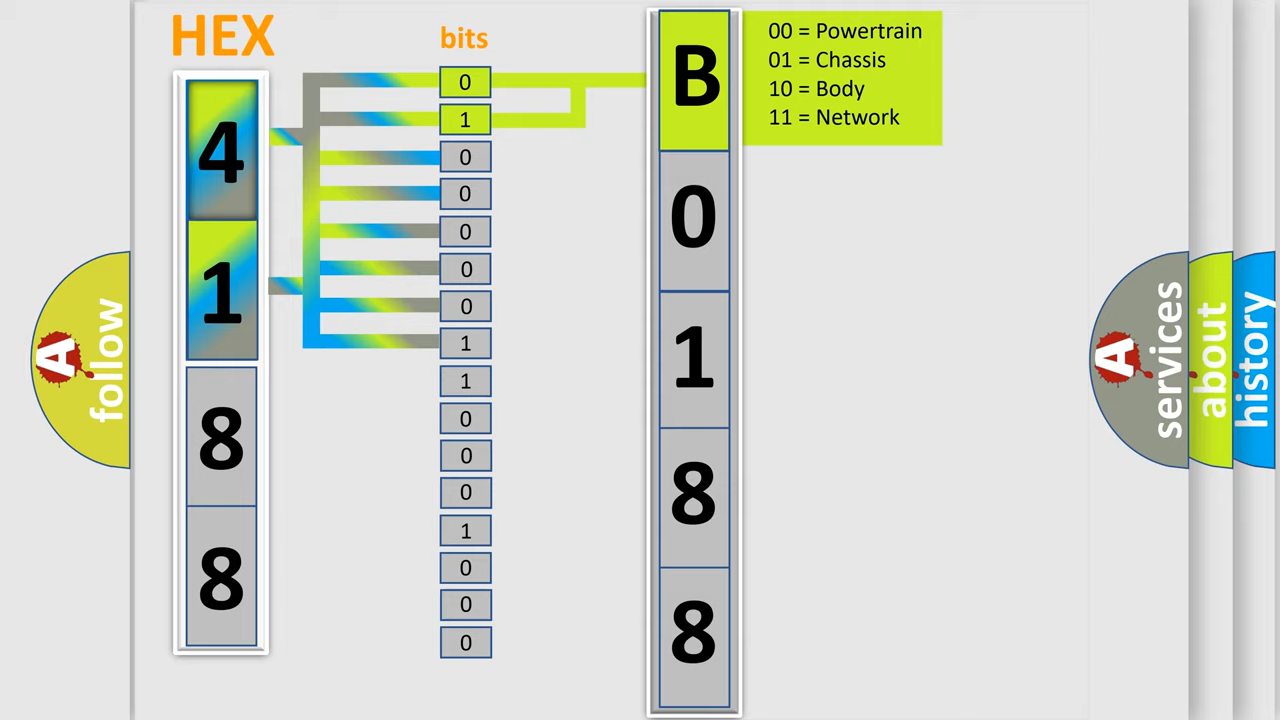 HEX
bits
4
1
8
8
0
1
0
0
0
0
0
1
1
0
0
0
1
0
0
0
B
0
1
8
8
00 = Powertrain
01 = Chassis
10 = Body
11 = Network
A follow
A services
about
history